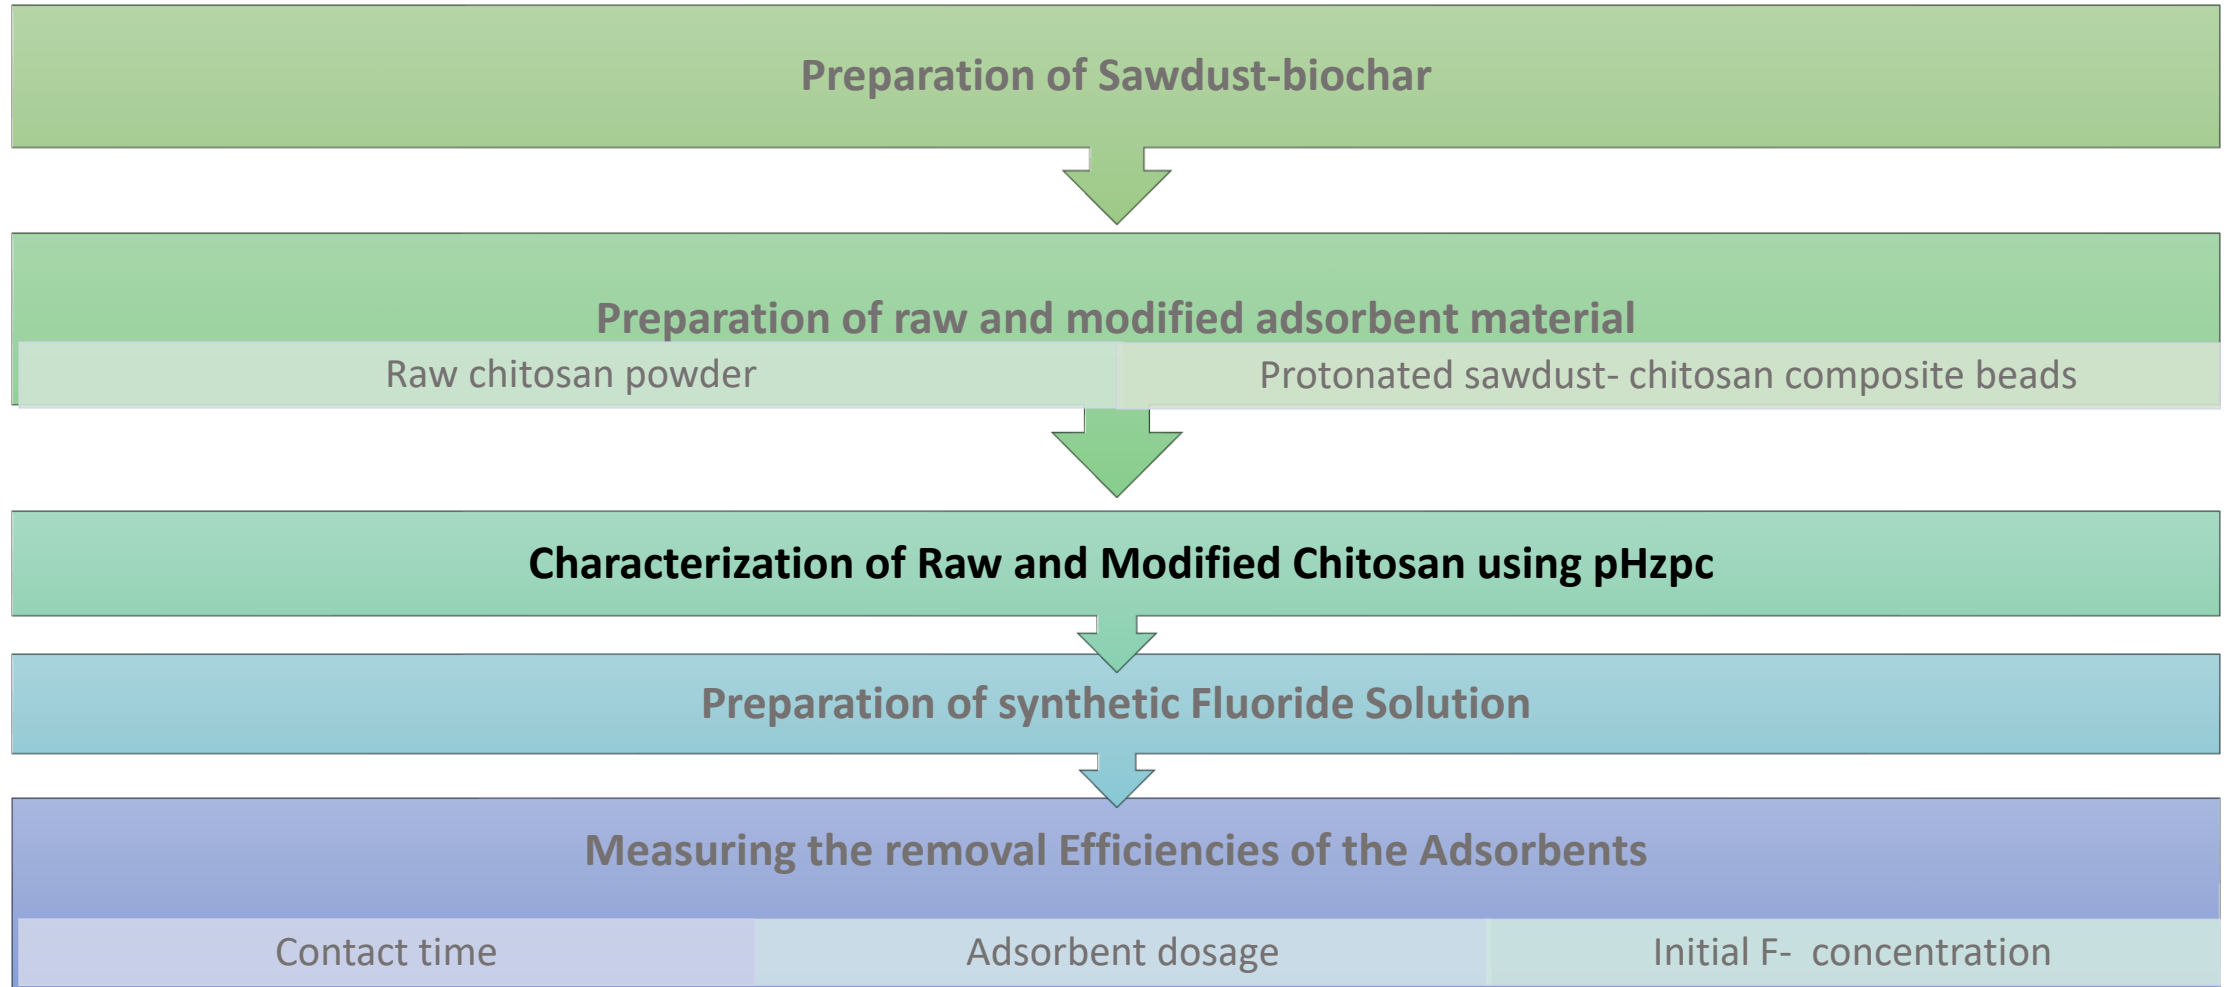 Preparation of Sawdust-biochar
Preparation of raw and modified adsorbent material
Raw chitosan powder
Protonated sawdust- chitosan composite beads
Characterization of Raw and Modified Chitosan using pHzpc
Preparation of synthetic Fluoride Solution
Measuring the removal Efficiencies of the Adsorbents
Contact time
Adsorbent dosage
Initial F- concentration